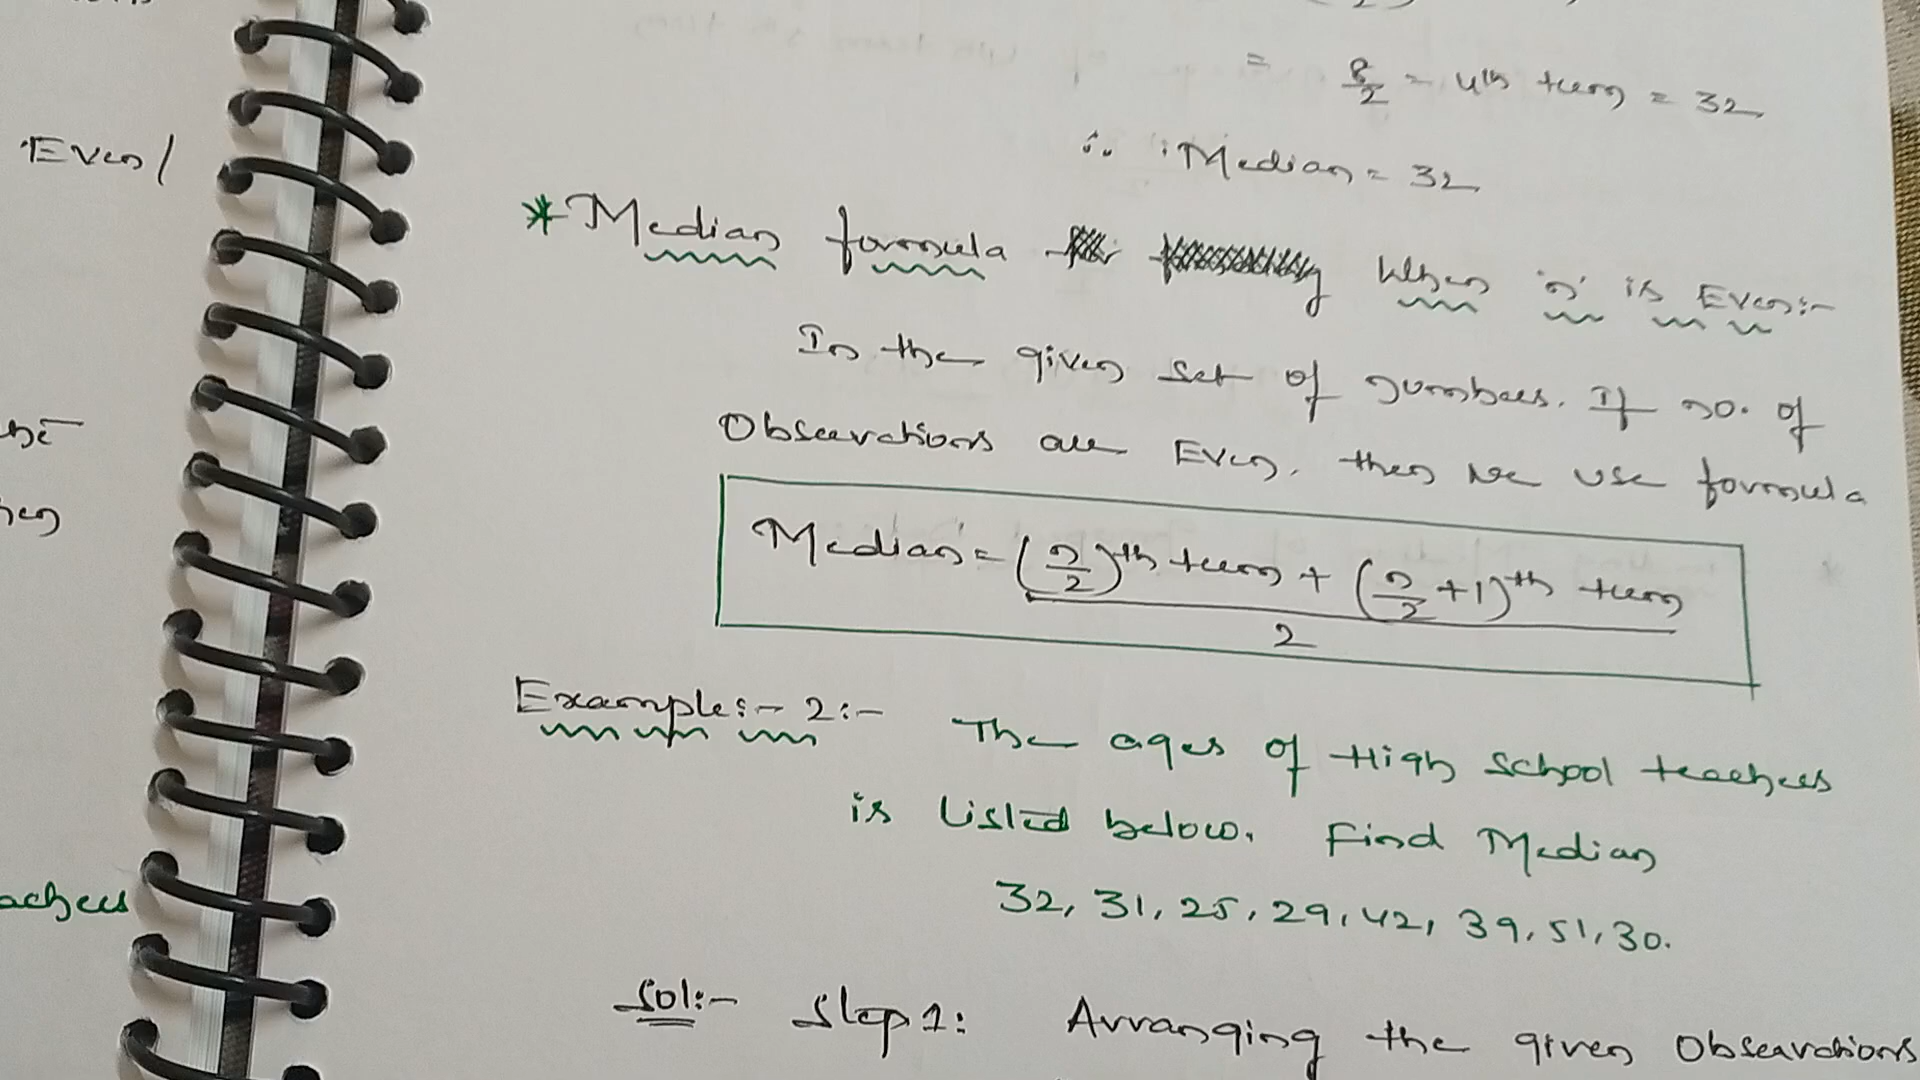 Even/
achers
= 8/2 = 4th term = 32
∴ Median = 32
*Median formula When 'n' is Even:-
In the given set of numbers. If no. of
Observations are Even, then we use formula
Median = (n/2)th term + (n/2 + 1)th term
2
Example:- 2:- The ages of High School teachers
is Listed below. Find Median
32, 31, 25, 29, 42, 39, 51, 30.
Sol:- Step 1: Arranging the given Observations